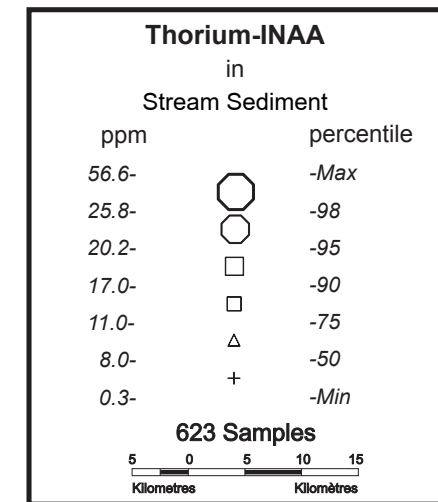 Thorium-INAA
in
Stream Sediment
ppm percentile
56.6- -Max
25.8- -98
20.2- -95
17.0- -90
11.0- -75
8.0- -50
0.3- -Min
623 Samples
5 0 5 10 15
Kilometres Kilomètres